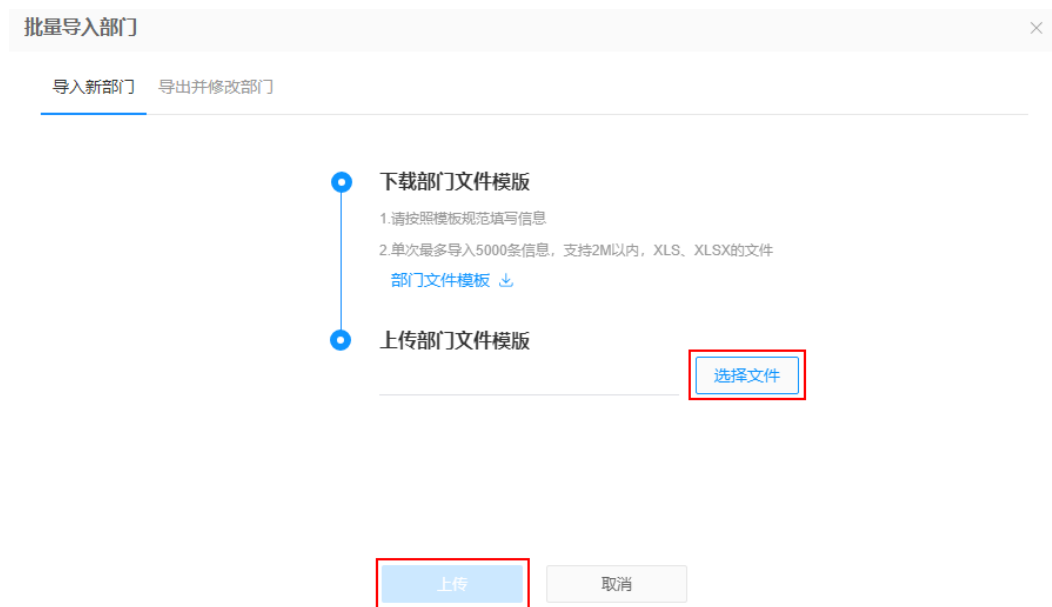 批量导入部门
导入新部门 导出并修改部门
下载部门文件模版
1.请按照模板规范填写信息
2.单次最多导入5000条信息，支持2M以内，XLS、XLSX的文件
部门文件模板
上传部门文件模版
选择文件
上传 取消